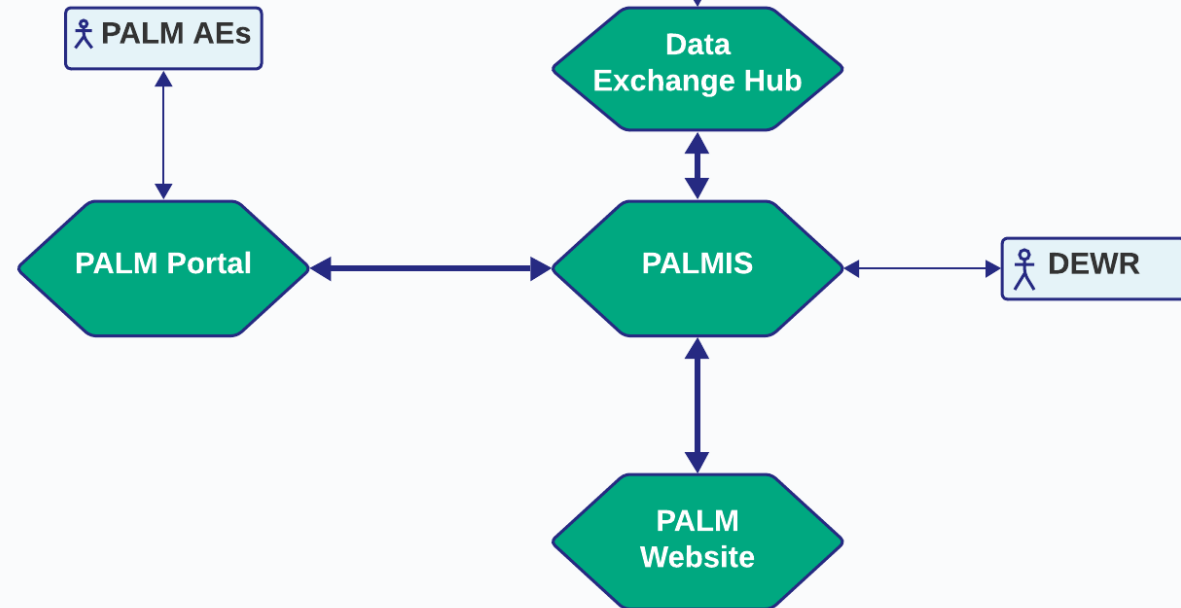 PALM AEs
Data
Exchange Hub
PALM Portal
PALMIS
DEWR
PALM
Website